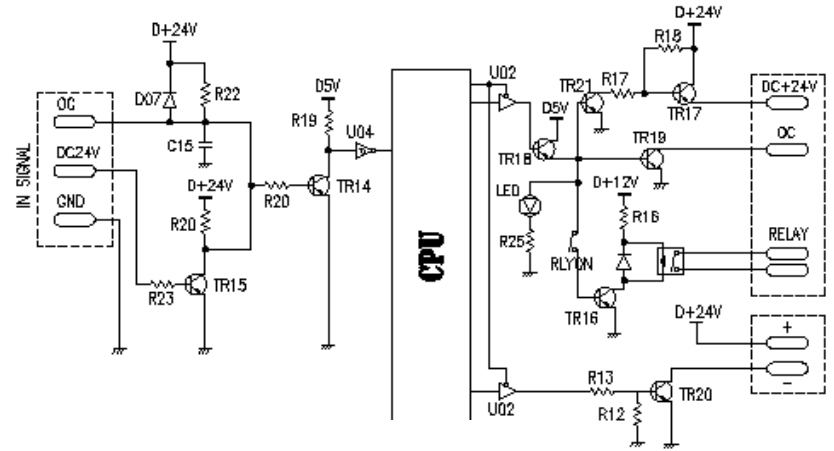 D+24V
D07
R22
OC
C15
DC24V
D+24V
IN SIGNAL
GND
R20
R20
R23
TR15
D5V
R19
U04
TR14
CPU
U02
D5V
TR18
TR21
R17
R18
D+24V
TR17
DC+24V
TR19
OC
LED
R25
RLYON
D+12V
R16
TR16
RELAY
D+24V
+
-
U02
R13
R12
TR20